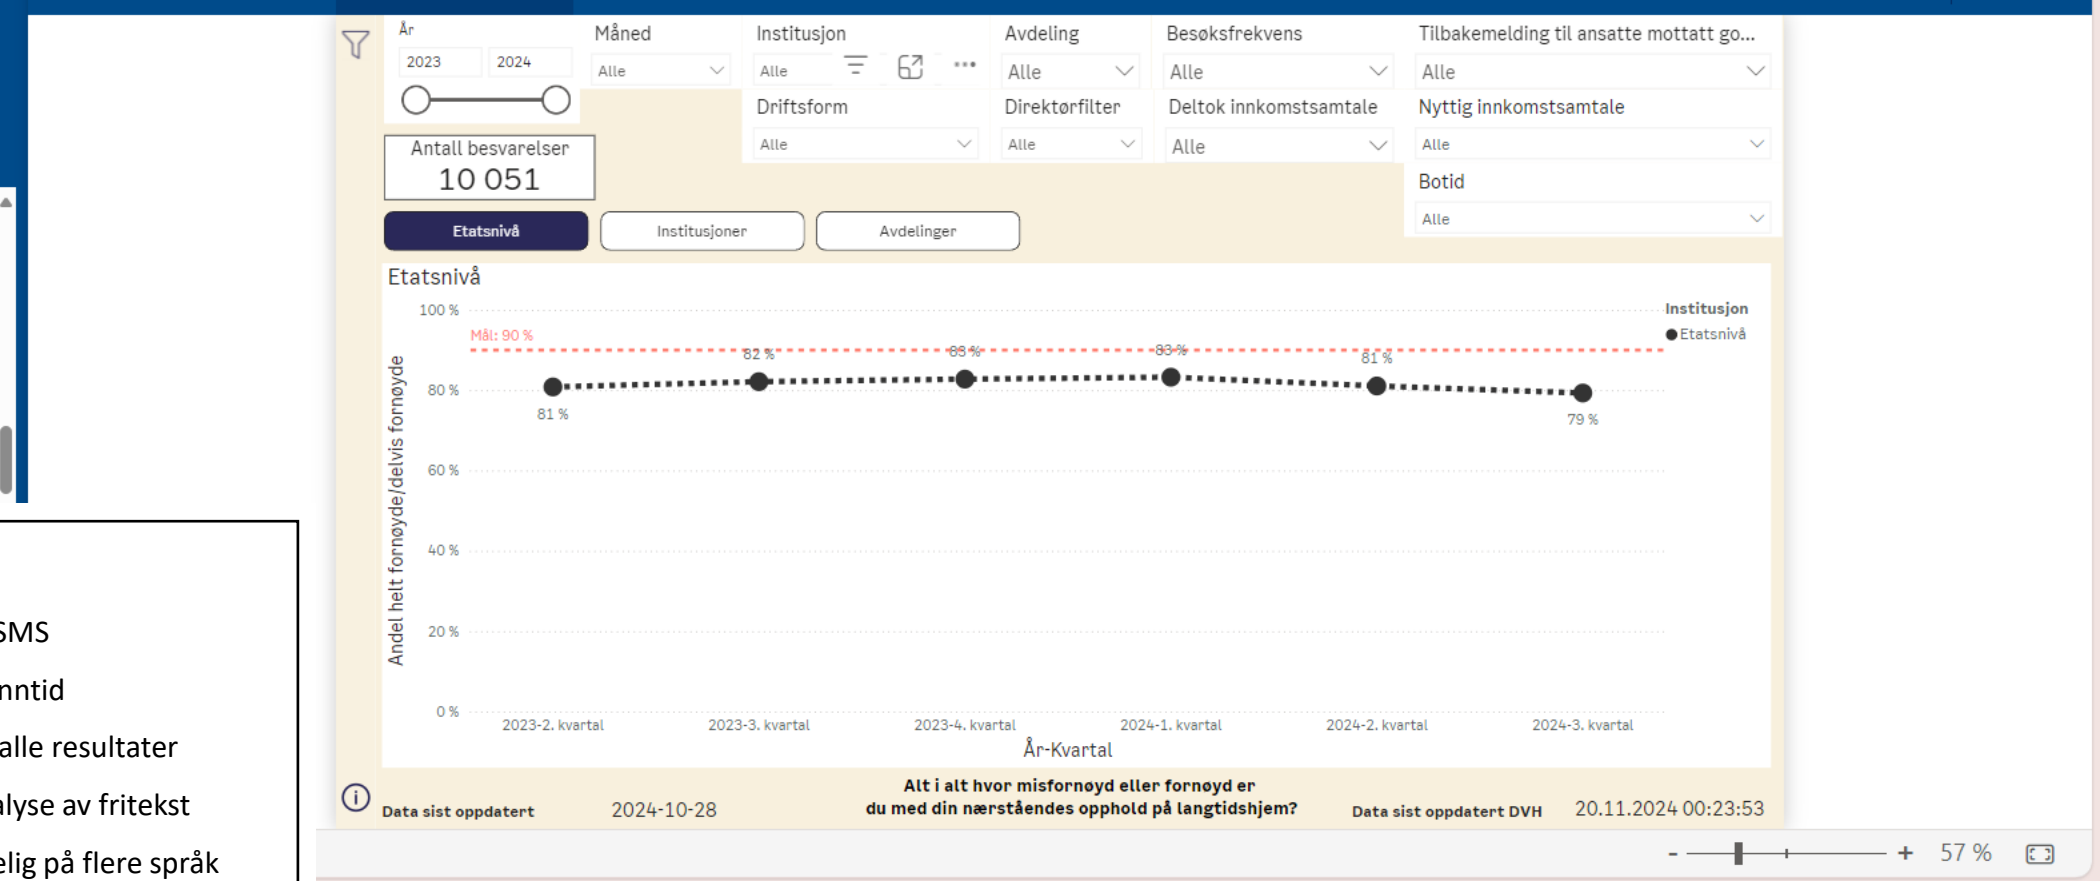 År
Måned
Institusjon
Avdeling
Besøksfrekvens
Tilbakemelding til ansatte mottatt go...
2023
2024
Alle
Alle
Alle
Alle
Alle
Driftsform
Direktørfilter
Deltok innkomstsamtale
Nyttig innkomstsamtale
Alle
Alle
Alle
Alle
Antall besvarelser
10 051
Botid
Alle
Etatsnivå
Institusjoner
Avdelinger
Etatsnivå
100 %
80 %
60 %
40 %
20 %
0 %
Andel helt fornøyde/delvis fornøyde
Mål: 90 %
81 %
82 %
83 %
83 %
81 %
79 %
Institusjon
Etatsnivå
2023-2. kvartal
2023-3. kvartal
2023-4. kvartal
2024-1. kvartal
2024-2. kvartal
2024-3. kvartal
År-Kvartal
Alt i alt hvor misfornøyd eller fornøyd er
du med din nærståendes opphold på langtidshjem?
Data sist oppdatert
2024-10-28
Data sist oppdatert DVH
20.11.2024 00:23:53
57 %
SMS
nntid
alle resultater
alyse av fritekst
elig på flere språk